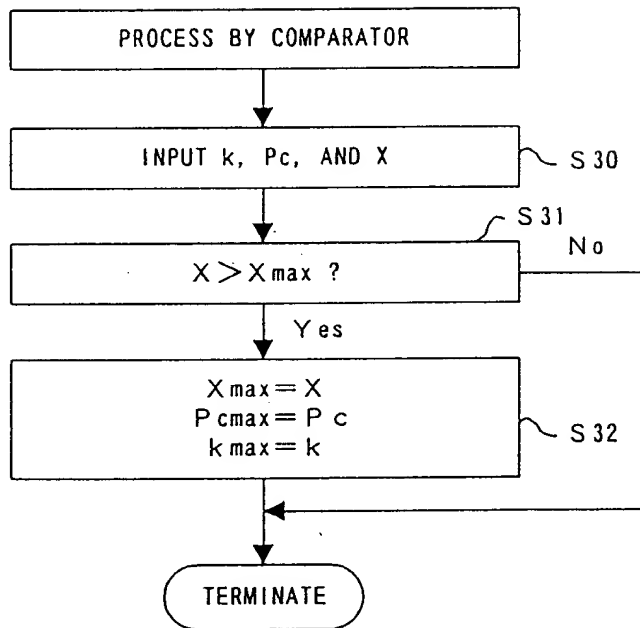 PROCESS BY COMPARATOR
INPUT k, Pc, AND X
S30
S31
X>Xmax ?
No
Yes
Xmax=X
Pcmax=Pc
kmax=k
S32
TERMINATE